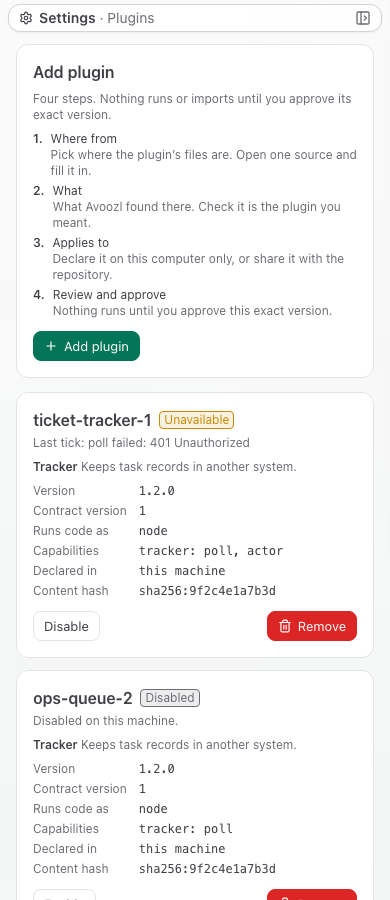 Settings · Plugins
Add plugin
Four steps. Nothing runs or imports until you approve its
exact version.
1. Where from
Pick where the plugin's files are. Open one source and
fill it in.
2. What
What Avoozl found there. Check it is the plugin you
meant.
3. Applies to
Declare it on this computer only, or share it with the
repository.
4. Review and approve
Nothing runs until you approve this exact version.
+ Add plugin
ticket-tracker-1 Unavailable
Last tick: poll failed: 401 Unauthorized
Tracker Keeps task records in another system.
Version 1.2.0
Contract version 1
Runs code as node
Capabilities tracker: poll, actor
Declared in this machine
Content hash sha256:9f2c4e1a7b3d
Disable Remove
ops-queue-2 Disabled
Disabled on this machine.
Tracker Keeps task records in another system.
Version 1.2.0
Contract version 1
Runs code as node
Capabilities tracker: poll
Declared in this machine
Content hash sha256:9f2c4e1a7b3d